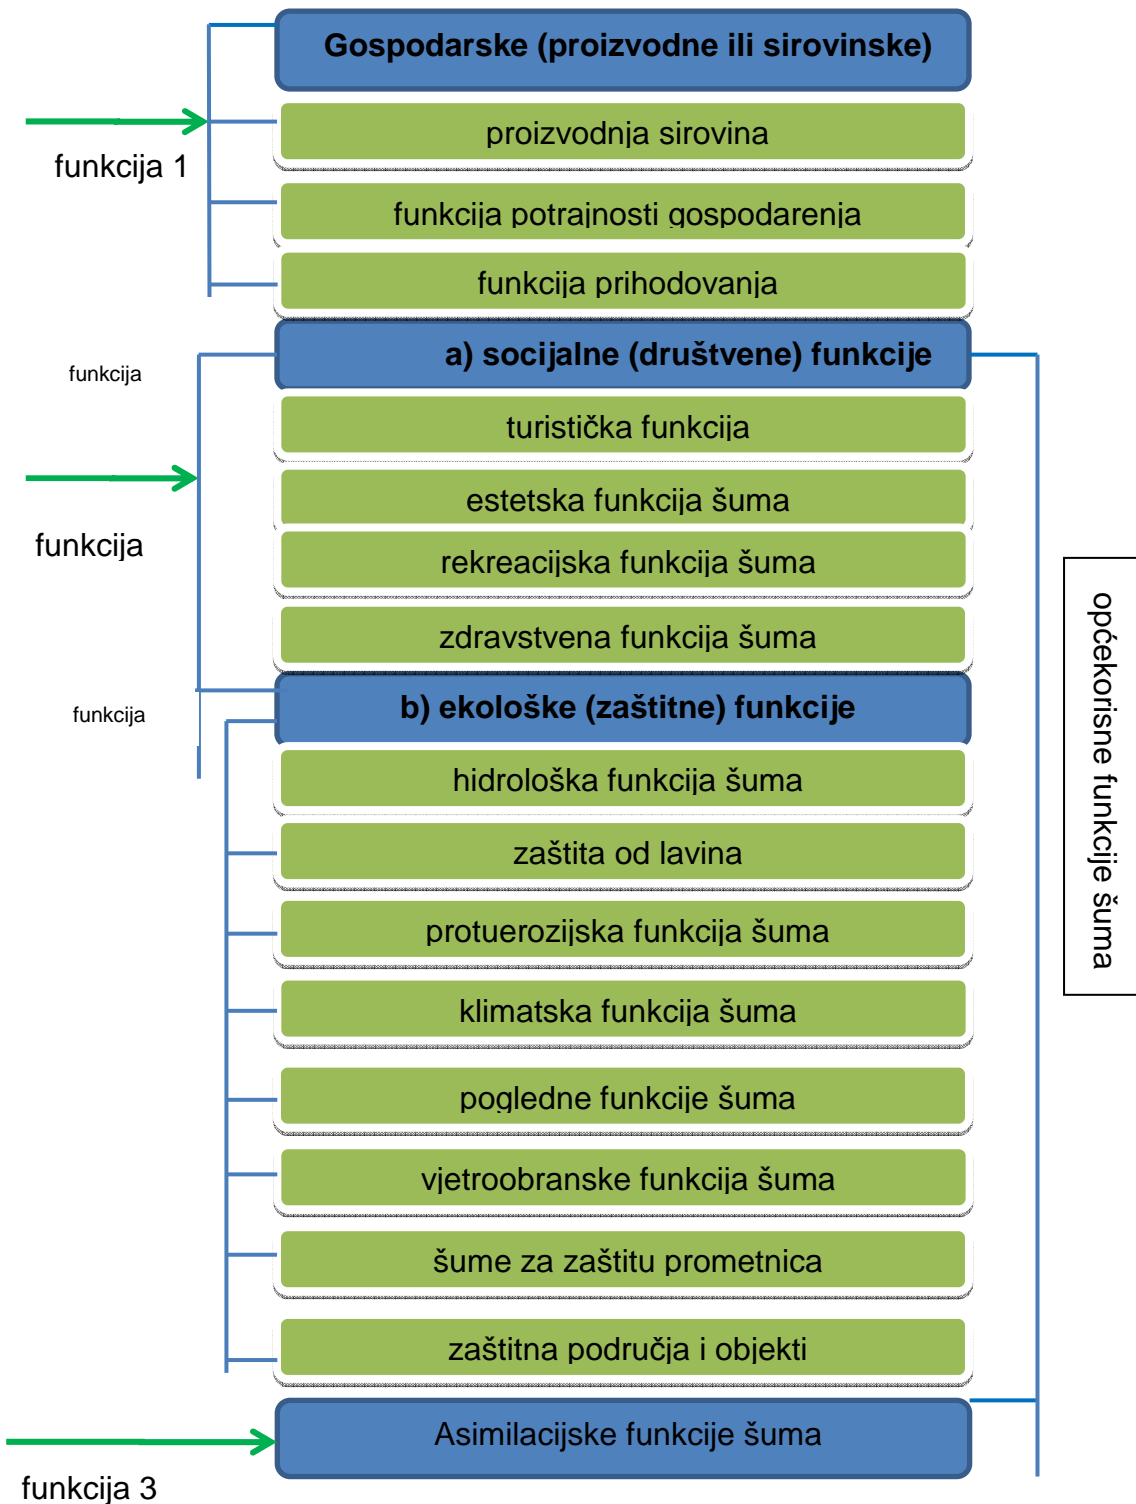 Gospodarske (proizvodne ili sirovinske)
proizvodnja sirovina
funkcija 1
funkcija potrajnosti gospodarenja
funkcija prihodovanja
a) socijalne (društvene) funkcije
funkcija
turistička funkcija
estetska funkcija šuma
funkcija
rekreacijska funkcija šuma
zdravstvena funkcija šuma
b) ekološke (zaštitne) funkcije
funkcija
hidrološka funkcija šuma
zaštita od lavina
protuerozijska funkcija šuma
klimatska funkcija šuma
pogledne funkcije šuma
vjetroobranske funkcija šuma
šume za zaštitu prometnica
zaštitna područja i objekti
Asimilacijske funkcije šuma
funkcija 3
općekorisne funkcije šuma